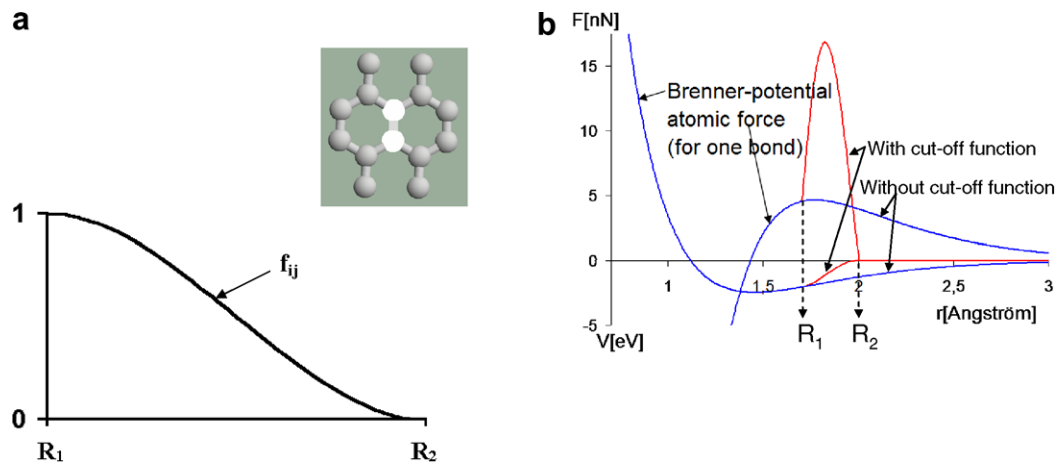 a
1
f_ij
0
R₁
R₂
b
F[nN]
15
10
5
0
-5
V[eV]
Brenner-potential
atomic force
(for one bond)
With cut-off function
Without cut-off function
1
1,5
2
2,5
3
r[Angström]
R₁
R₂